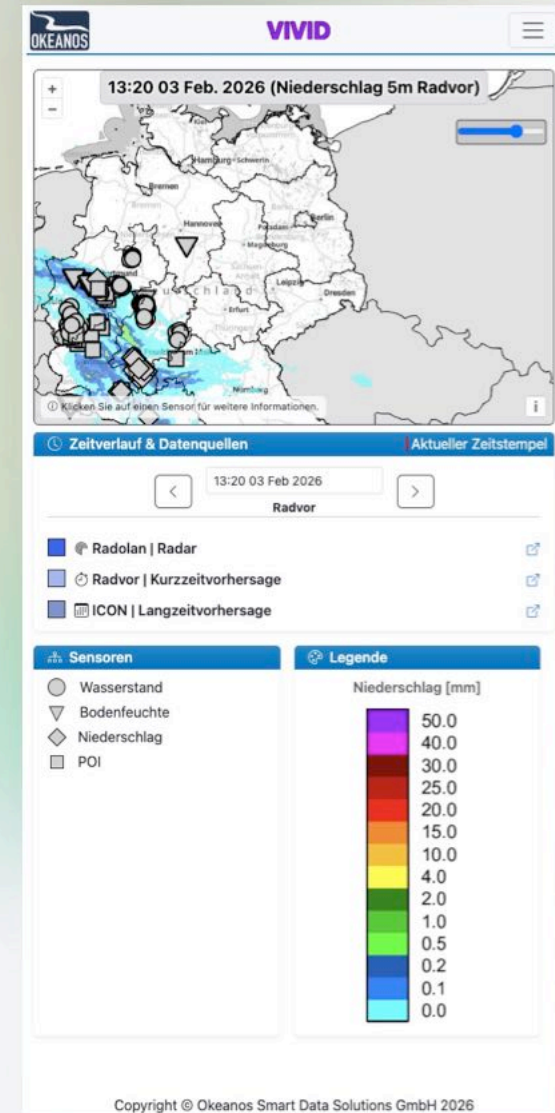 OKEANOS
VIVID
+
13:20 03 Feb. 2026 (Niederschlag 5m Radvor)
−
Hamburg
Schwerin
Bremen
Bremen
Hannover
Berlin
Potsdam
Magdeburg
Leipzig
Dresden
Erfurt
Thüringen
Nürnberg
ⓘ Klicken Sie auf einen Sensor für weitere Informationen.
i
Zeitverlauf & Datenquellen
Aktueller Zeitstempel
<
13:20 03 Feb 2026
>
Radvor
Radolan | Radar
Radvor | Kurzzeitvorhersage
ICON | Langzeitvorhersage
Sensoren
Wasserstand
Bodenfeuchte
Niederschlag
POI
Legende
Niederschlag [mm]
50.0
40.0
30.0
25.0
20.0
15.0
10.0
4.0
2.0
1.0
0.5
0.2
0.1
0.0
Copyright © Okeanos Smart Data Solutions GmbH 2026